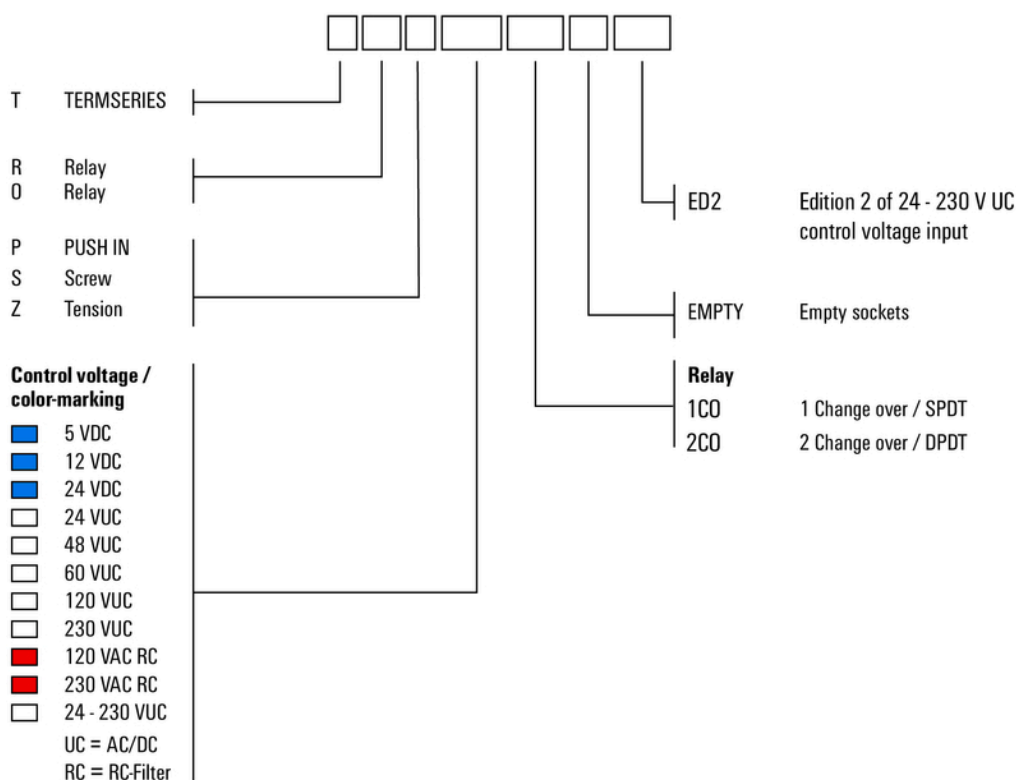 T TERMSERIES
R Relay
O Relay
P PUSH IN
S Screw
Z Tension
Control voltage /
color-marking
5 VDC
12 VDC
24 VDC
24 VUC
48 VUC
60 VUC
120 VUC
230 VUC
120 VAC RC
230 VAC RC
24 - 230 VUC
UC = AC/DC
RC = RC-Filter
ED2 Edition 2 of 24 - 230 V UC
control voltage input
EMPTY Empty sockets
Relay
1CO 1 Change over / SPDT
2CO 2 Change over / DPDT